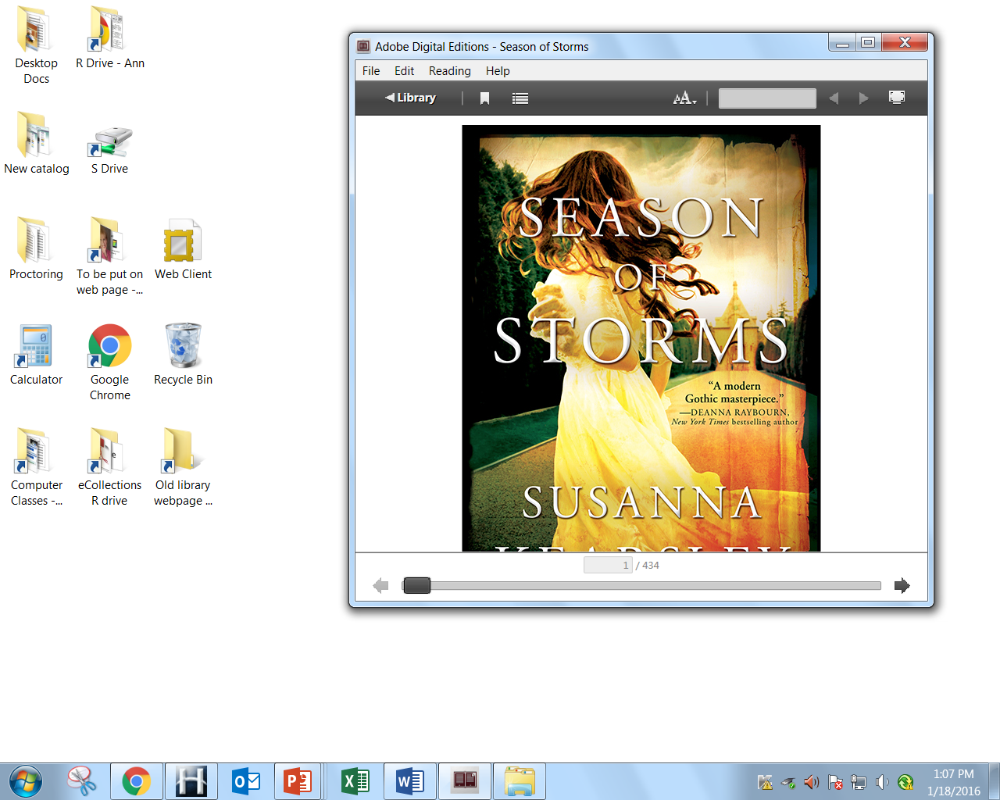 Desktop
Docs
R Drive - Ann
New catalog
S Drive
Proctoring
To be put on
web page -...
Web Client
Calculator
Google
Chrome
Recycle Bin
Computer
Classes -...
eCollections
R drive
Old library
webpage ...
Adobe Digital Editions - Season of Storms
File Edit Reading Help
Library
SEASON
OF
STORMS
“A modern
Gothic masterpiece.”
—DEANNA RAYBOURN,
New York Times bestselling author
SUSANNA
KEARSLEY
1 / 434
1:07 PM
1/18/2016